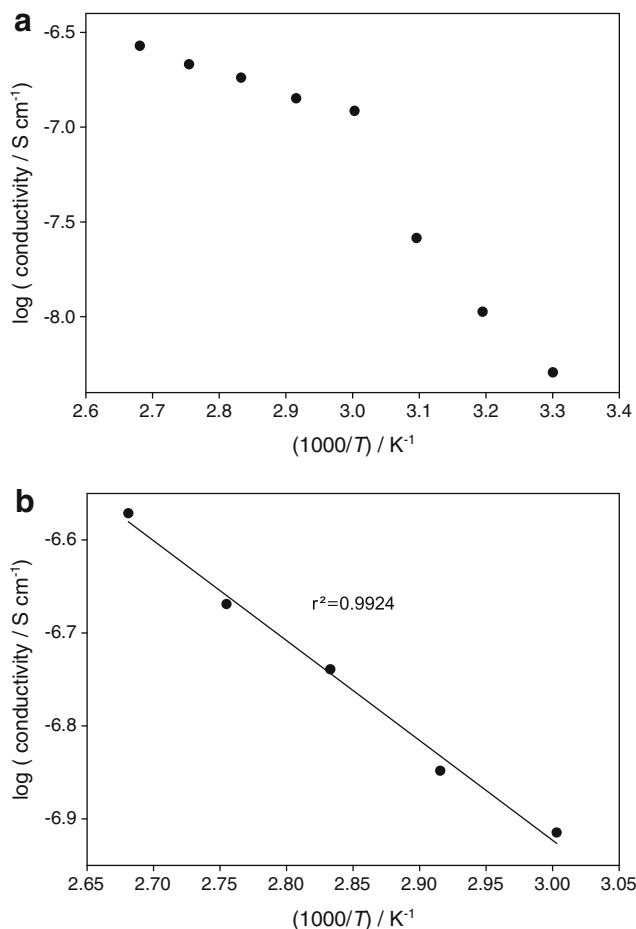 a
-6.5
-7.0
-7.5
-8.0
log ( conductivity / S cm⁻¹)
2.6 2.7 2.8 2.9 3.0 3.1 3.2 3.3 3.4
(1000/T) / K⁻¹
b
-6.6
-6.7
-6.8
-6.9
log ( conductivity / S cm⁻¹)
r²=0.9924
2.65 2.70 2.75 2.80 2.85 2.90 2.95 3.00 3.05
(1000/T) / K⁻¹